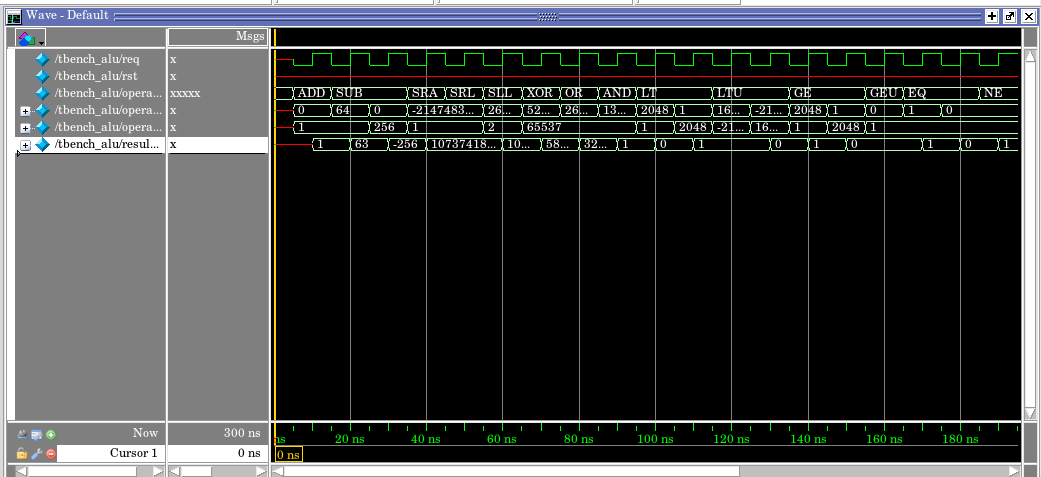 Wave - Default
Msgs
/tbench_alu/req x
/tbench_alu/rst x
/tbench_alu/opera... xxxxx ADD SUB SRA SRL SLL XOR OR AND LT LTU GE GEU EQ NE
/tbench_alu/opera... x 0 64 0 -2147483... 26... 52... 26... 13... 2048 1 16... -21... 2048 1 0 1 0
/tbench_alu/opera... x 1 256 1 2 65537 1 2048 -21... 16... 1 2048 1
/tbench_alu/resul... x 1 63 -256 10737418... 10... 58... 32... 1 0 1 0 1 0 1 0 1
Now 300 ns ns 20 ns 40 ns 60 ns 80 ns 100 ns 120 ns 140 ns 160 ns 180 ns
Cursor 1 0 ns 0 ns